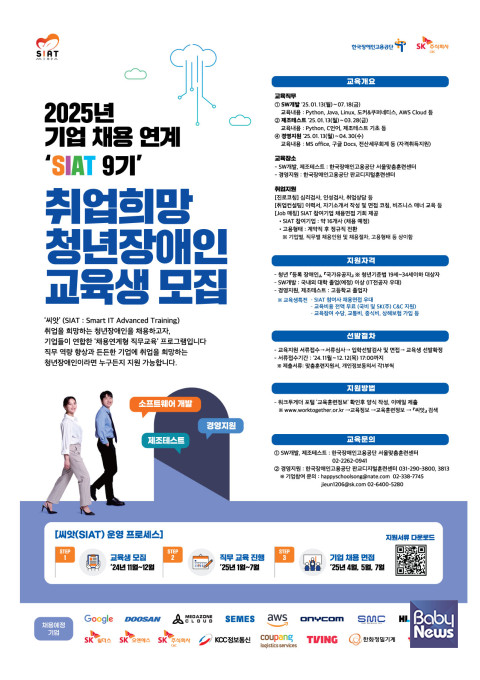 SIAT
한국장애인고용공단
SK 주식회사
2025년
기업 채용 연계
'SIAT 9기'
취업희망
청년장애인
교육생 모집
'씨앗' (SIAT : Smart IT Advanced Training)
취업을 희망하는 청년장애인을 채용하고자,
기업들이 연합한 '채용연계형 직무교육' 프로그램입니다
직무 역량 향상과 든든한 기업에 취업을 희망하는
청년장애인이라면 누구든지 지원 가능합니다.
소프트웨어 개발
경영지원
제조테스트
교육개요
교육직무
① SW개발 '25.01.13(월)~07.18(금)
교육내용 : Python, Java, Linux, 도커&쿠버네티스, AWS Cloud 등
② 제조테스트 '25.01.13(월)~03.28(금)
교육내용 : Python, C언어, 제조테스트 기초 등
④ 경영지원 '25.01.13(월)~04.30(수)
교육내용 : MS office, 구글 Docs, 전산세무회계 등 (자격취득지원)
교육장소
- SW개발, 제조테스트 : 한국장애인고용공단 서울맞춤훈련센터
- 경영지원 : 한국장애인고용공단 판교디지털훈련센터
취업지원
[진로코칭] 심리검사, 인성검사, 취업상담 등
[취업컨설팅] 이력서, 자기소개서 작성 및 면접 코칭, 비즈니스 매너 교육 등
[Job 매칭] SIAT 참여기업 채용면접 기회 제공
• SIAT 참여기업 : 약 16개사 (채용 예정)
• 고용형태 : 계약직 후 정규직 전환
※ 기업별, 직무별 채용인원 및 채용절차, 고용형태 등 상이함
지원자격
- 청년 『등록 장애인』, 『국가유공자』 ※ 청년기준법 19세~34세이하 대상자
- SW개발 : 국내외 대학 졸업(예정) 이상 (IT전공자 우대)
- 경영지원, 제조테스트 : 고등학교 졸업자
※ 교육생특전 · SIAT 참여사 채용면접 우대
· 교육비용 전액 무료 (국비 및 SK(주) C&C 지원)
· 교육참여 수당, 교통비, 중식비, 상해보험 가입 등
선발절차
- 교육지원 서류접수→서류심사→입학선발검사 및 면접→교육생 선발확정
- 서류접수기간 : '24.11월~12.12(목) 17:00까지
※ 제출서류: 맞춤훈련지원서, 개인정보동의서 각1부씩
지원방법
- 워크투게더 포털 '교육훈련정보' 확인후 양식 작성, 이메일 제출
※ www.worktogether.or.kr →교육정보→교육훈련정보→『씨앗』검색
교육문의
① SW개발, 제조테스트 : 한국장애인고용공단 서울맞춤훈련센터
02-2262-0941
② 경영지원 : 한국장애인고용공단 판교디지털훈련센터 031-290-3800, 3813
※ 기업참여 문의 : happyschoolsong@nate.com 02-338-7745
jleun1206@sk.com 02-6400-5280
[씨앗(SIAT) 운영 프로세스]
지원서류 다운로드
STEP 1
교육생 모집
'24년 11월~12월
STEP 2
직무 교육 진행
'25년 1월~7월
STEP 3
기업 채용 면접
'25년 4월, 5월, 7월
채용예정
기업
Google DOOSAN MEGAZONE CLOUD SEMES aws ONYCOM SMC
SK 쉴더스 SK 오앤에스 SK 주식회사 KCC정보통신 coupang logistics services TVING 한화정밀기계
Baby News